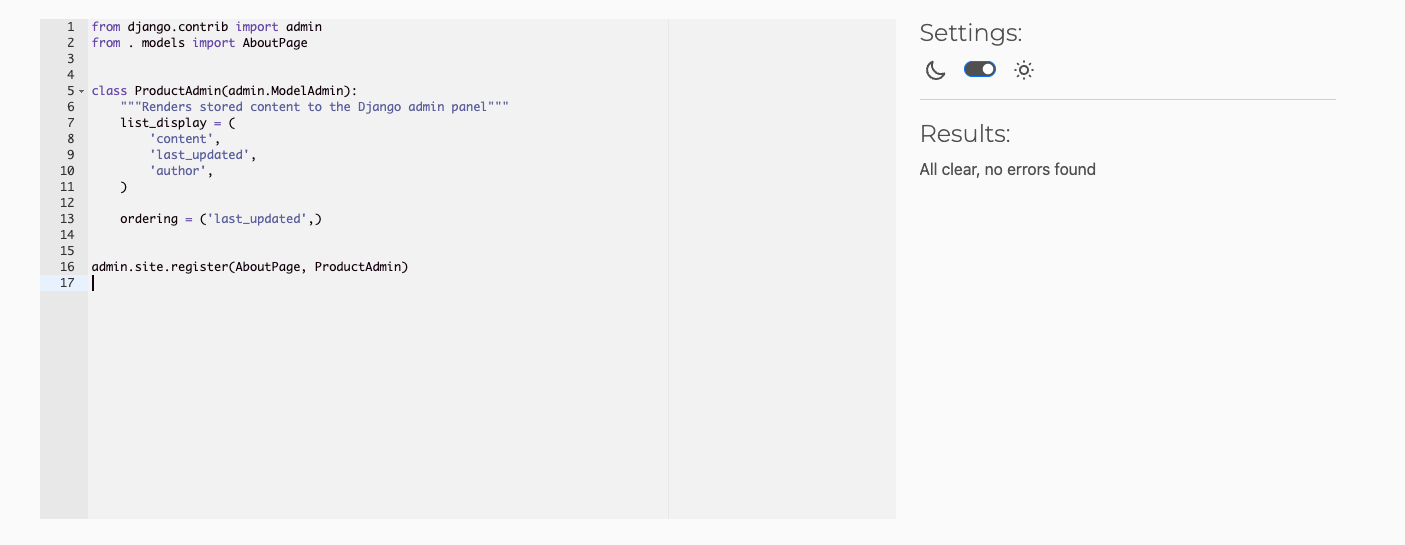 1 from django.contrib import admin
2 from . models import AboutPage
3
4
5 class ProductAdmin(admin.ModelAdmin):
6     """Renders stored content to the Django admin panel"""
7     list_display = (
8         'content',
9         'last_updated',
10         'author',
11     )
12
13     ordering = ('last_updated',)
14
15
16 admin.site.register(AboutPage, ProductAdmin)
17
Settings:
Results:
All clear, no errors found